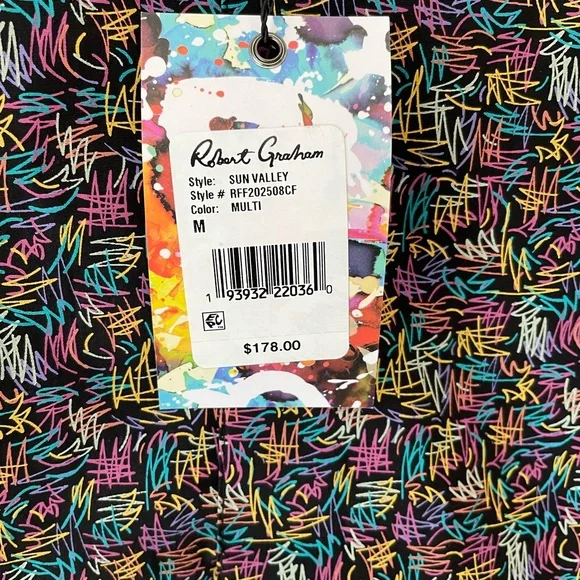 Robert Graham
Style: SUN VALLEY
Style # RFF202508CF
Color: MULTI
M
1 93932 22036 0
$178.00